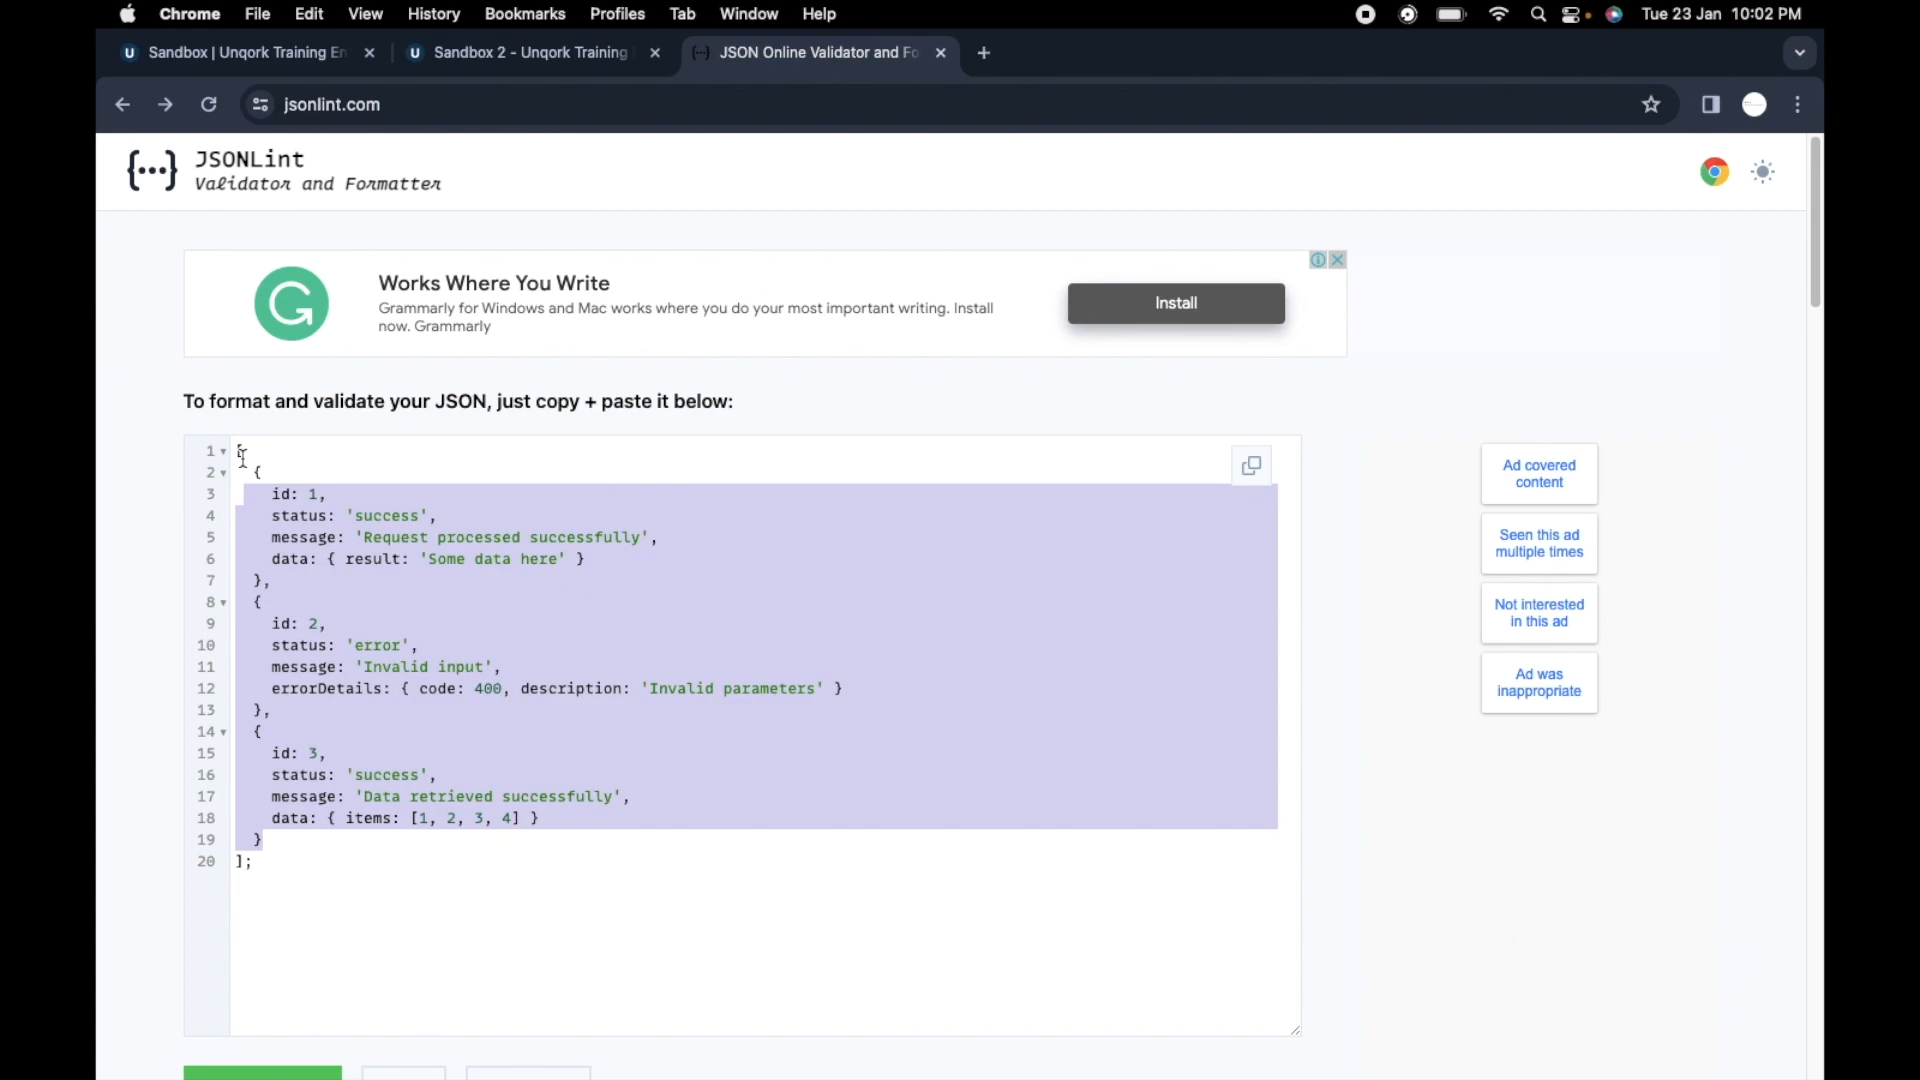 Chrome File Edit View History Bookmarks Profiles Tab Window Help Tue 23 Jan 10:02 PM
U Sandbox | Unqork Training En U Sandbox 2 - Unqork Training {···} JSON Online Validator and Fo
jsonlint.com
{···} JSONLint
Validator and Formatter
Works Where You Write
Grammarly for Windows and Mac works where you do your most important writing. Install
now. Grammarly
Install
To format and validate your JSON, just copy + paste it below:
1 [
2 {
3 id: 1,
4 status: 'success',
5 message: 'Request processed successfully',
6 data: { result: 'Some data here' }
7 },
8 {
9 id: 2,
10 status: 'error',
11 message: 'Invalid input',
12 errorDetails: { code: 400, description: 'Invalid parameters' }
13 },
14 {
15 id: 3,
16 status: 'success',
17 message: 'Data retrieved successfully',
18 data: { items: [1, 2, 3, 4] }
19 }
20 ];
Ad covered
content
Seen this ad
multiple times
Not interested
in this ad
Ad was
inappropriate